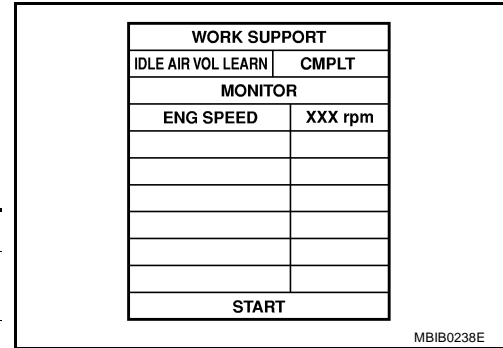 WORK SUPPORT
IDLE AIR VOL LEARN CMPLT
MONITOR
ENG SPEED XXX rpm
START
MBIB0238E